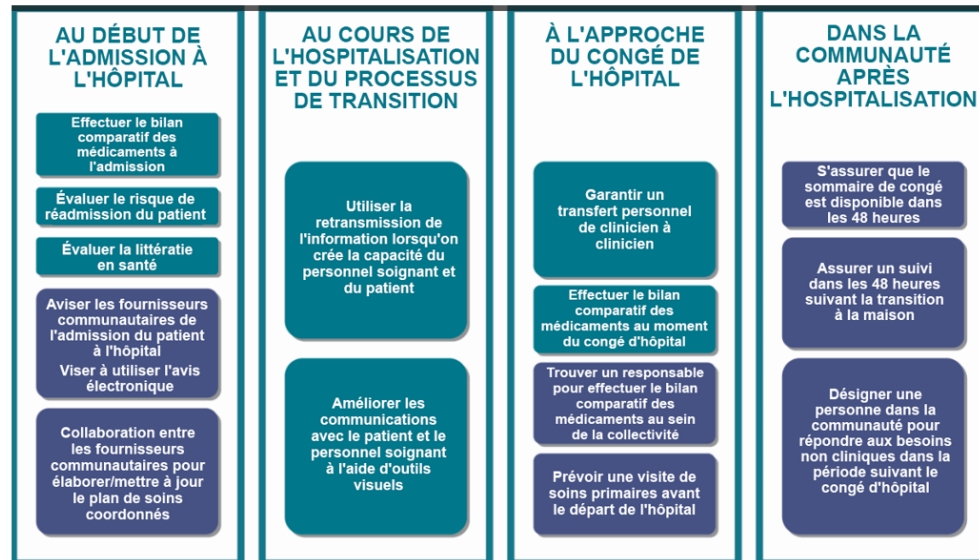 AU DÉBUT DE
L'ADMISSION À
L'HÔPITAL
Effectuer le bilan
comparatif des
médicaments à
l'admission
Évaluer le risque de
réadmission du patient
Évaluer la littératie
en santé
Aviser les fournisseurs
communautaires de
l'admission du patient
à l'hôpital
Viser à utiliser l'avis
électronique
Collaboration entre
les fournisseurs
communautaires pour
élaborer/mettre à jour
le plan de soins
coordonnés
AU COURS DE
L'HOSPITALISATION
ET DU PROCESSUS
DE TRANSITION
Utiliser la
retransmission de
l'information lorsqu'on
crée la capacité du
personnel soignant et
du patient
Améliorer les
communications
avec le patient et le
personnel soignant
à l'aide d'outils
visuels
À L'APPROCHE
DU CONGÉ DE
L'HÔPITAL
Garantir un
transfert personnel
de clinicien à
clinicien
Effectuer le bilan
comparatif des
médicaments au moment
du congé d'hôpital
Trouver un responsable
pour effectuer le bilan
comparatif des
médicaments au sein
de la collectivité
Prévoir une visite de
soins primaires avant
le départ de l'hôpital
DANS LA
COMMUNAUTÉ
APRÈS
L'HOSPITALISATION
S'assurer que le
sommaire de congé
est disponible dans
les 48 heures
Assurer un suivi
dans les 48 heures
suivant la transition
à la maison
Désigner une
personne dans la
communauté pour
répondre aux besoins
non cliniques dans la
période suivant le
congé d'hôpital